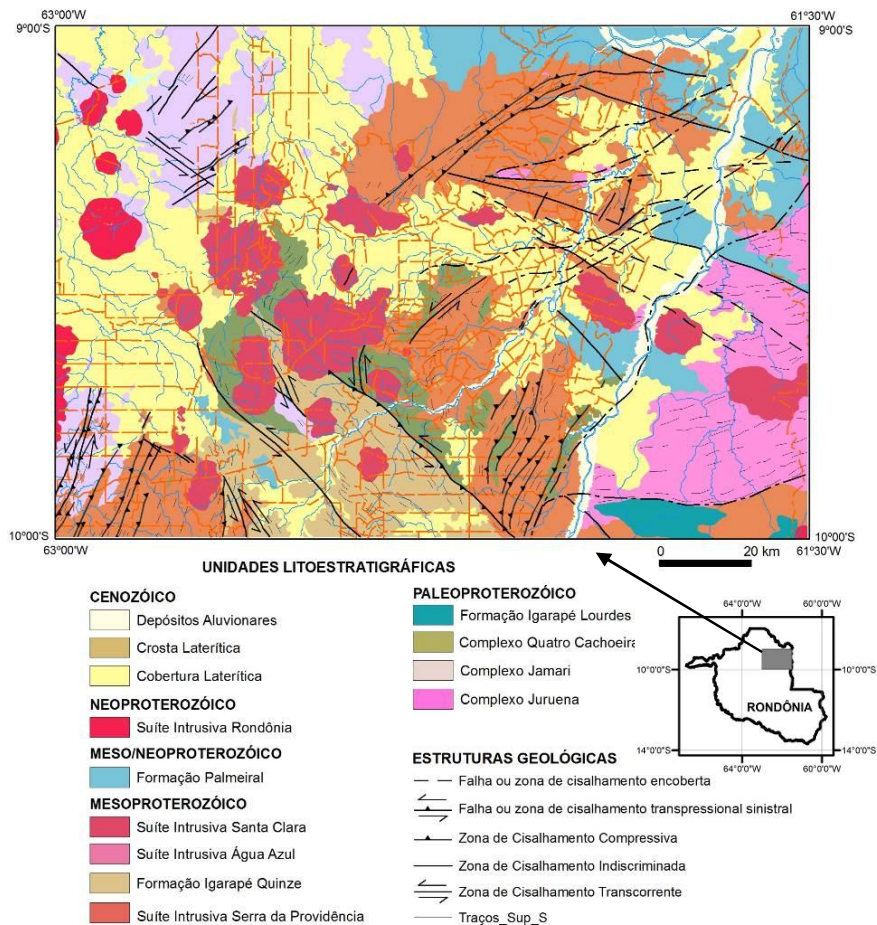 63°00'W
61°30'W
9°00'S
9°00'S
10°00'S
10°00'S
63°00'W
61°30'W
0 20 km
UNIDADES LITOESTRATIGRÁFICAS
CENOZÓICO
Depósitos Aluvionares
Crosta Laterítica
Cobertura Laterítica
NEOPROTEROZÓICO
Suíte Intrusiva Rondônia
MESO/NEOPROTEROZÓICO
Formação Palmeiral
MESOPROTEROZÓICO
Suíte Intrusiva Santa Clara
Suíte Intrusiva Água Azul
Formação Igarapé Quinze
Suíte Intrusiva Serra da Providência
PALEOPROTEROZÓICO
Formação Igarapé Lourdes
Complexo Quatro Cachoeira
Complexo Jamari
Complexo Juruena
ESTRUTURAS GEOLÓGICAS
Falha ou zona de cisalhamento encoberta
Falha ou zona de cisalhamento transpressional sinistral
Zona de Cisalhamento Compressiva
Zona de Cisalhamento Indiscriminada
Zona de Cisalhamento Transcorrente
Traços_Sup_S
64°0'0"W 60°0'0"W
10°0'0"S 10°0'0"S
RONDÔNIA
14°0'0"S 14°0'0"S
64°0'0"W 60°0'0"W